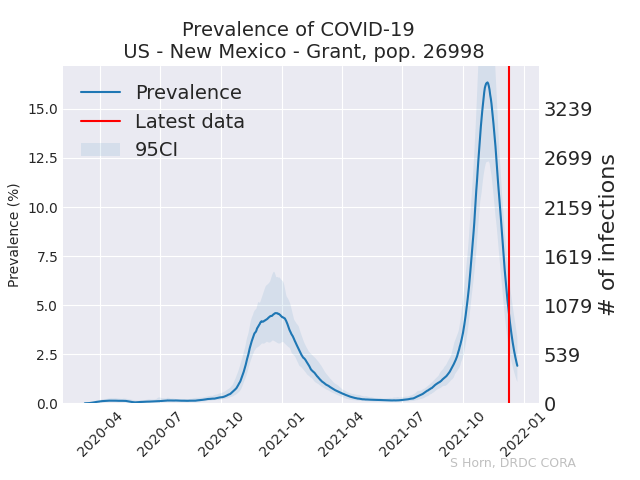 Prevalence of COVID-19
US - New Mexico - Grant, pop. 26998
Prevalence
Latest data
95CI
Prevalence (%)
15.0
12.5
10.0
7.5
5.0
2.5
0.0
3239
2699
2159
1619
1079
539
0
# of infections
2020-04
2020-07
2020-10
2021-01
2021-04
2021-07
2021-10
2022-01
S Horn, DRDC CORA